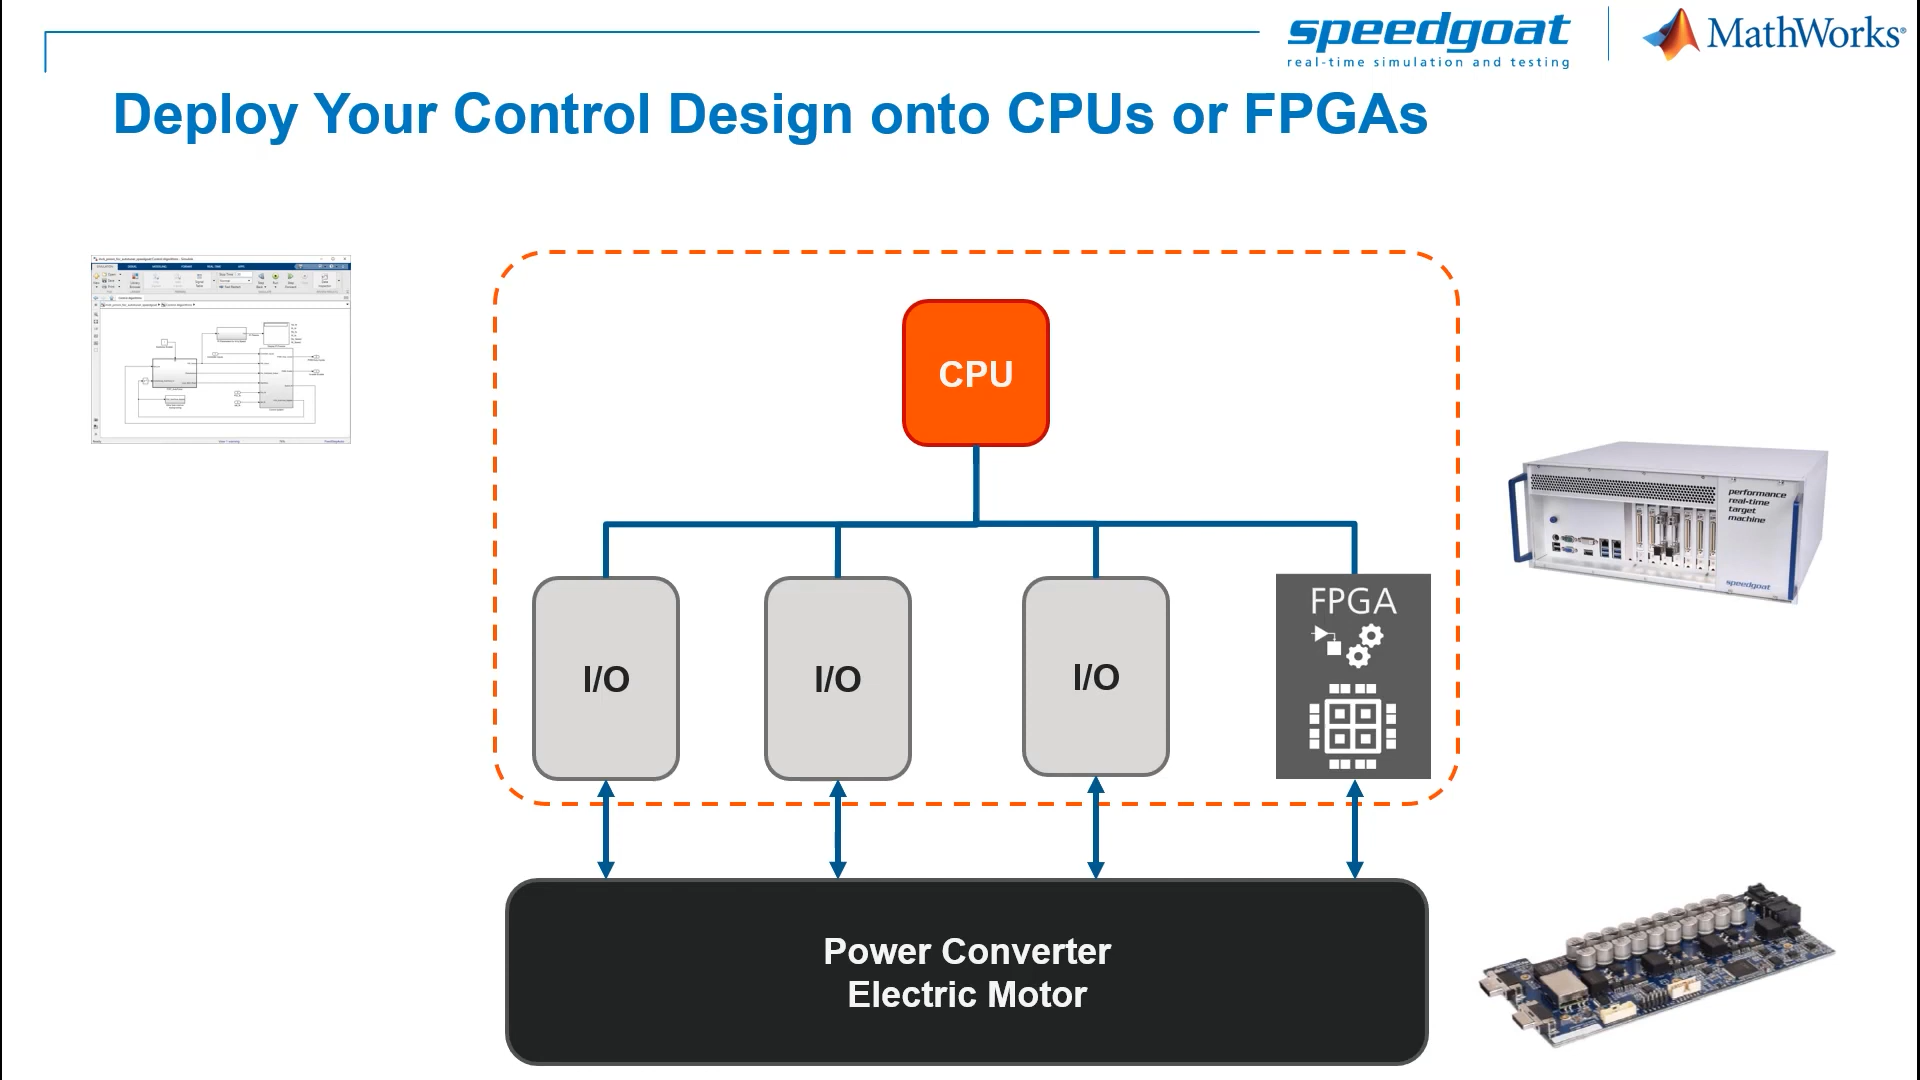 speedgoat
real-time simulation and testing
MathWorks®
Deploy Your Control Design onto CPUs or FPGAs
CPU
performance
real-time
target
machine
speedgoat
FPGA
I/O
I/O
I/O
Power Converter
Electric Motor